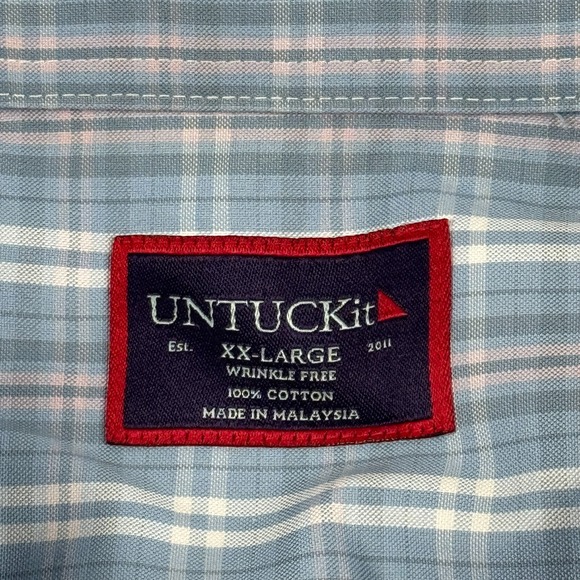 UNTUCKit
Est. XX-LARGE 2011
WRINKLE FREE
100% COTTON
MADE IN MALAYSIA